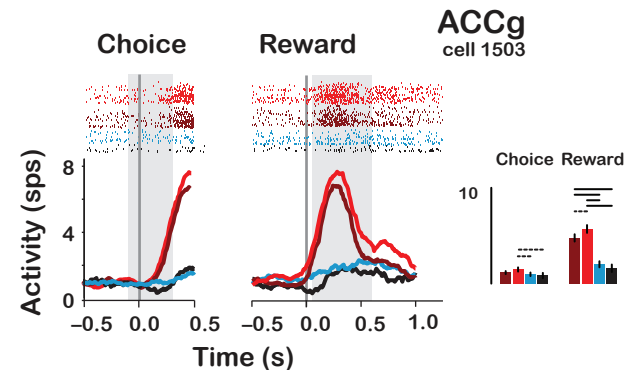 ACCg
cell 1503
Choice Reward
Activity (sps)
8
4
0
−0.5 0.0 0.5
−0.5 0.0 0.5 1.0
Time (s)
Choice Reward
10